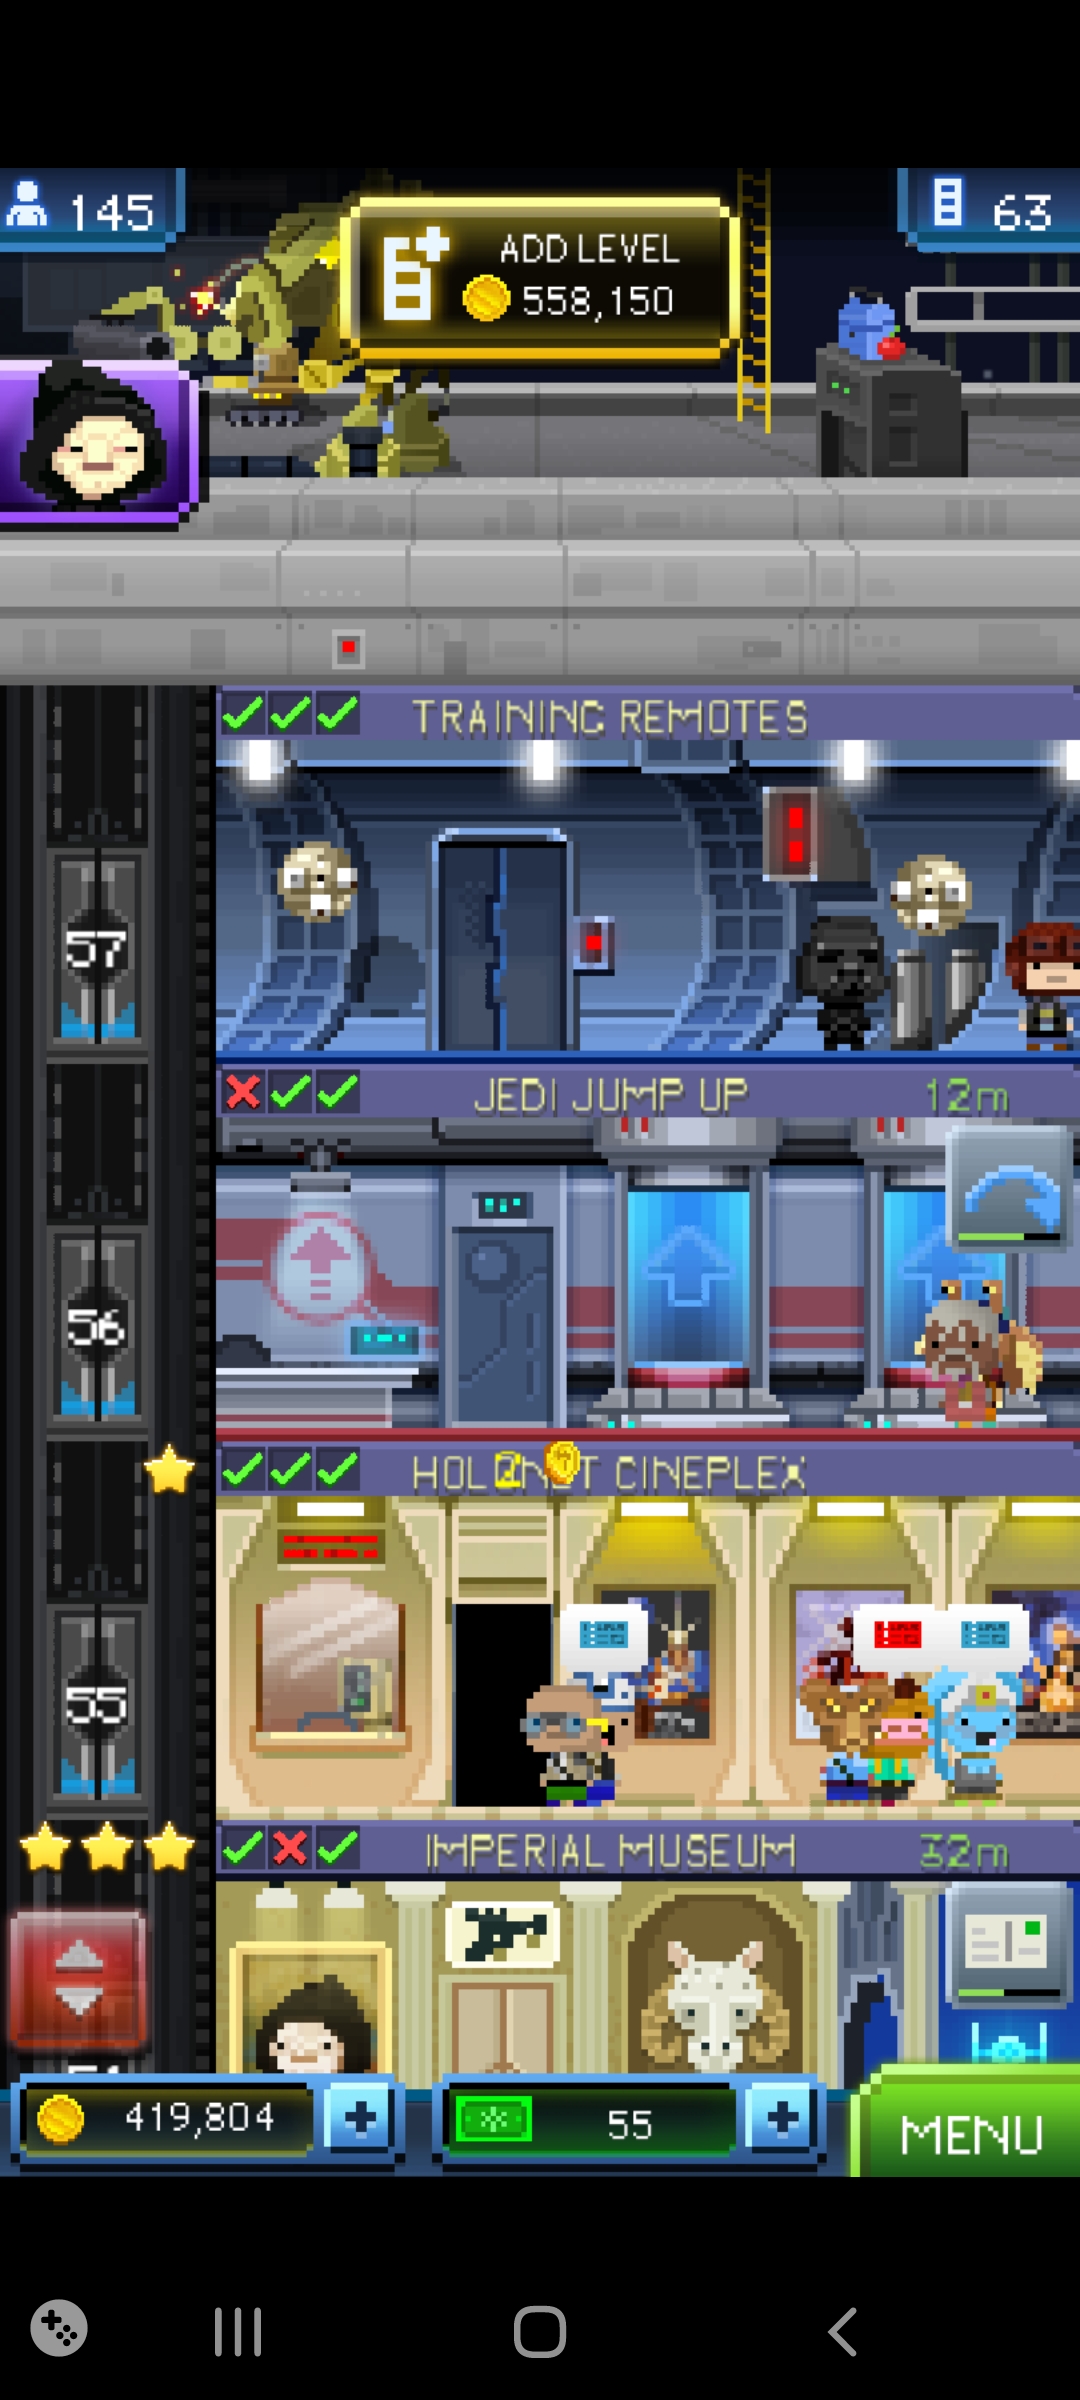 145
ADD LEVEL
558,150
63
TRAINING REMOTES
57
JEDI JUMP UP 12m
56
CINEPLEX
55
IMPERIAL MUSEUM 32m
419,804
55
MENU